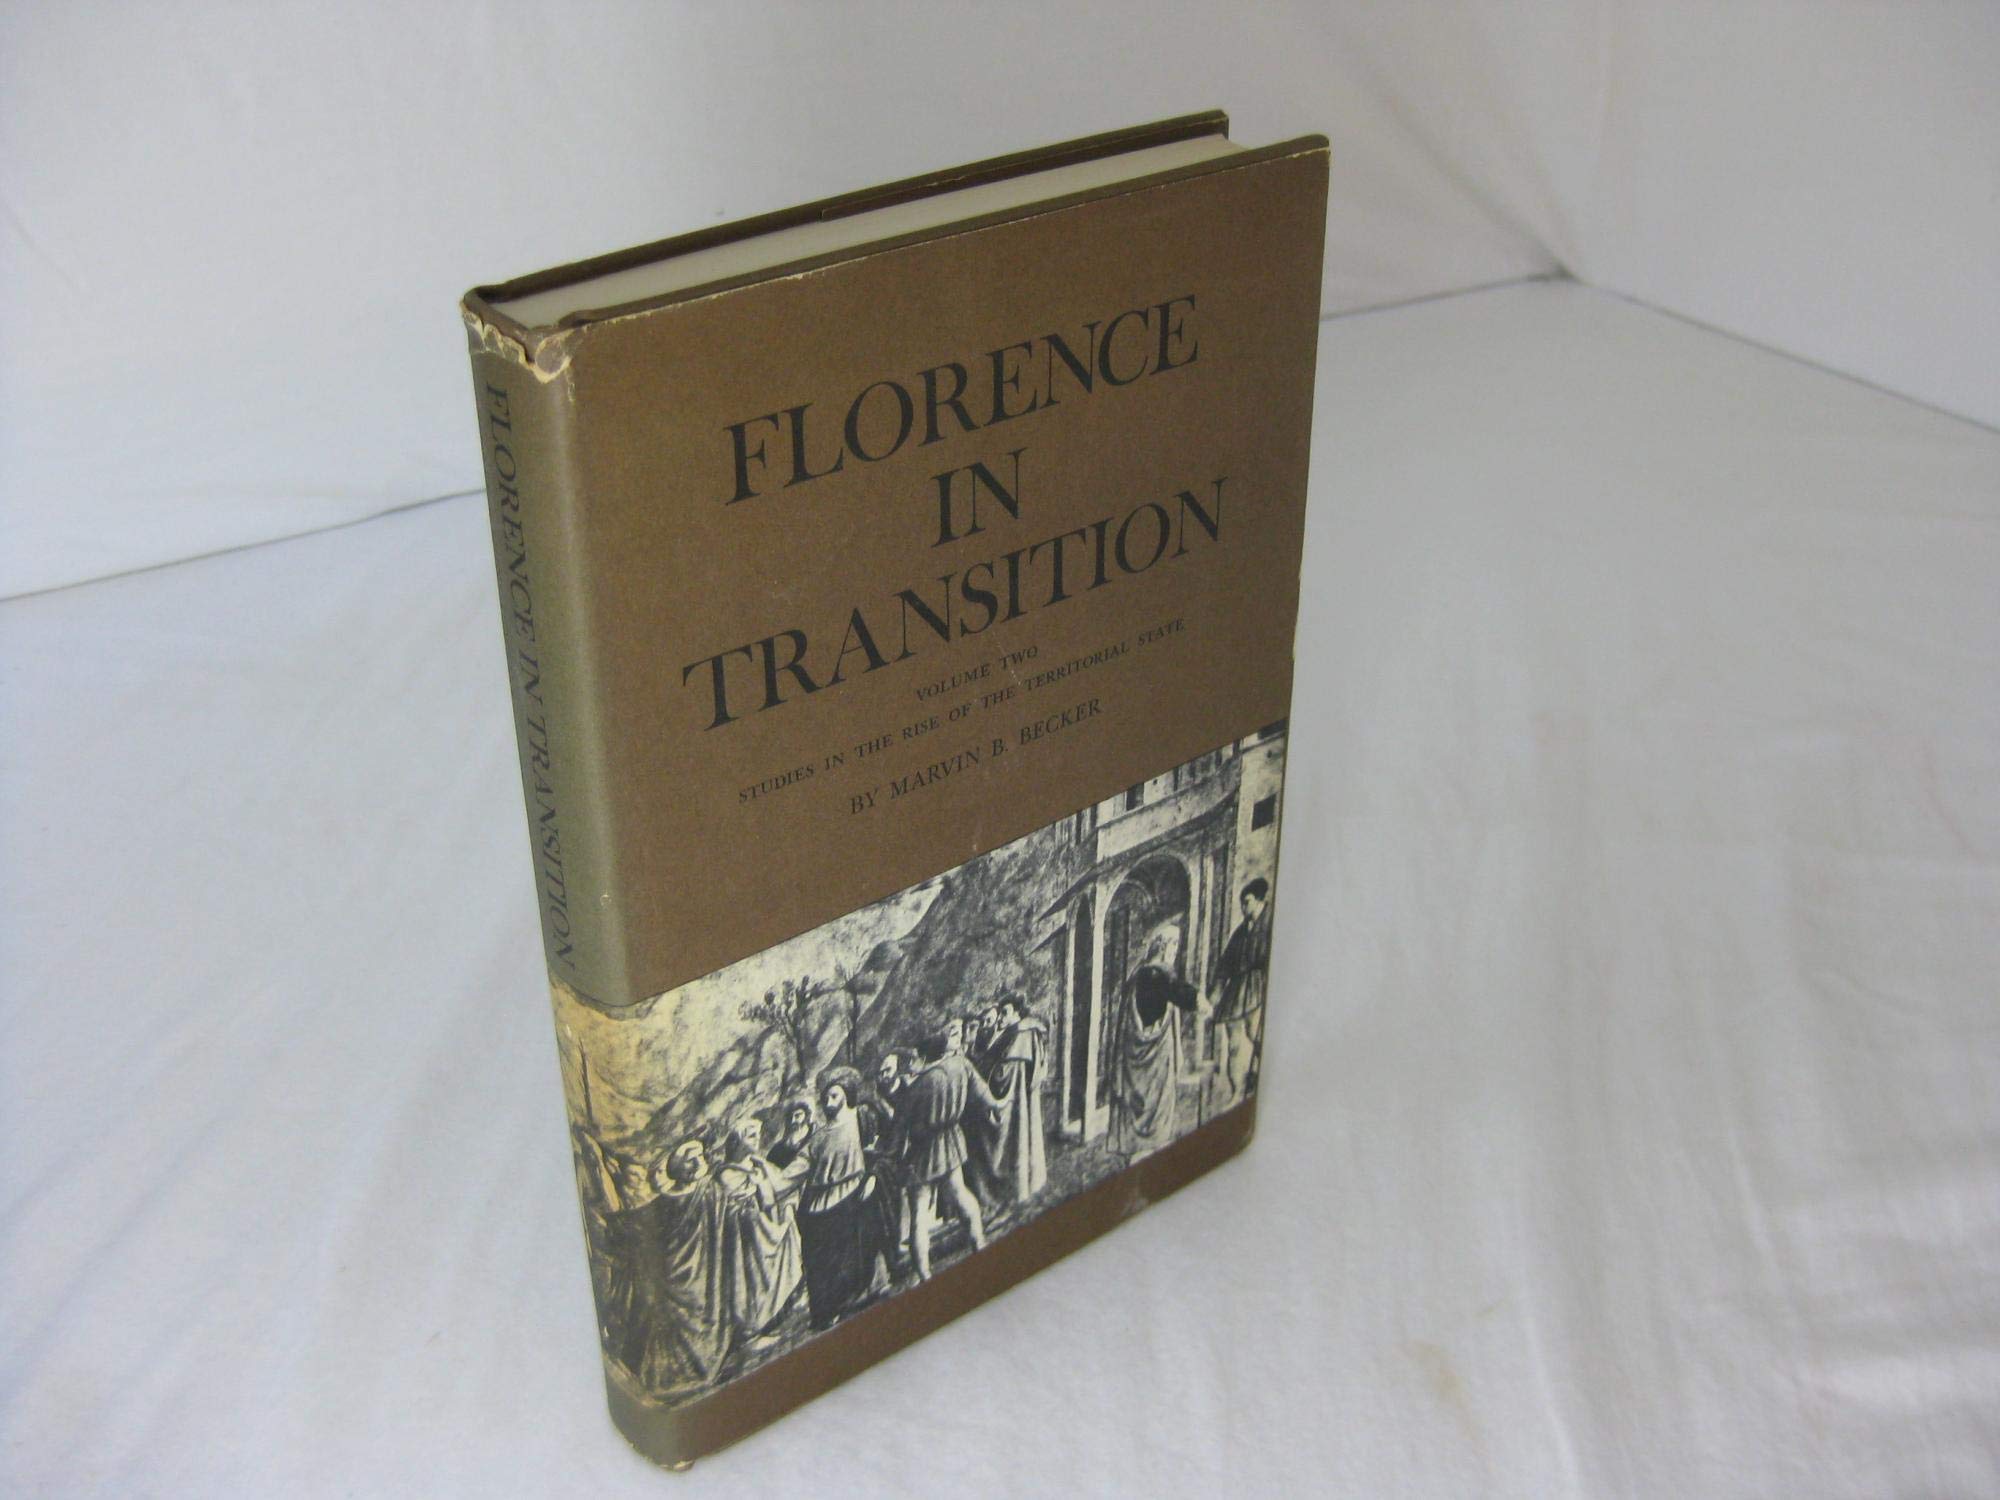 FLORENCE IN TRANSITION
FLORENCE
IN
TRANSITION
VOLUME TWO
STUDIES IN THE RISE OF THE TERRITORIAL STATE
BY MARVIN B. BECKER